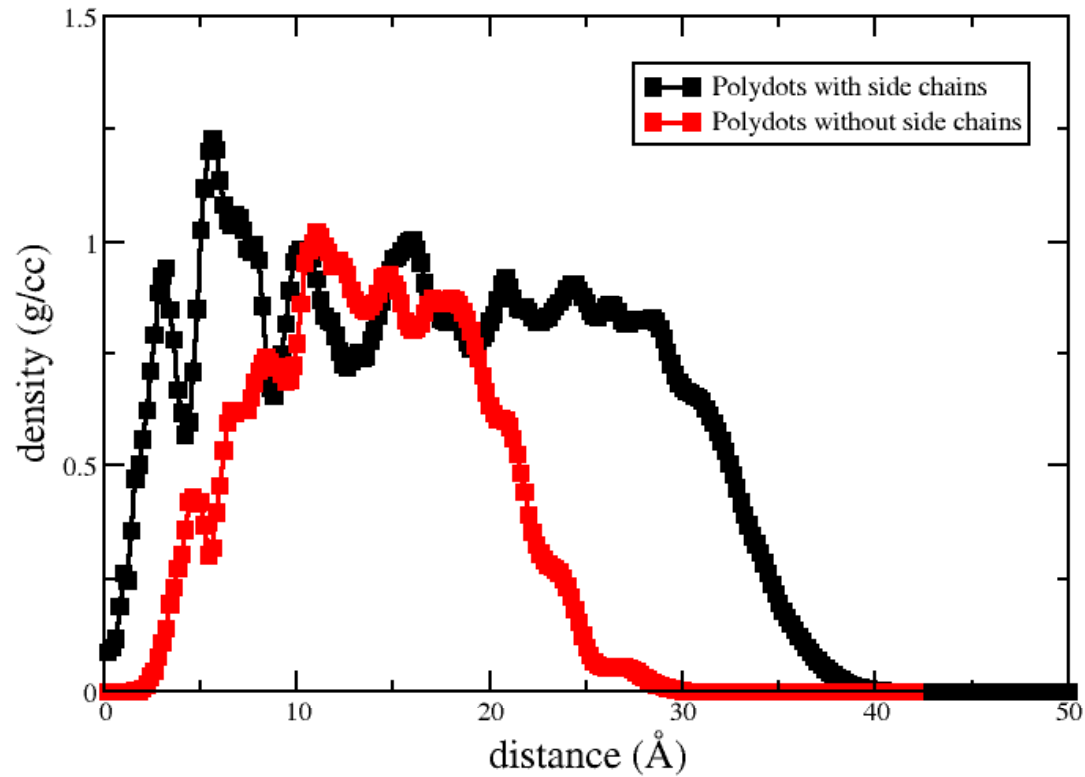 1.5
Polydots with side chains
Polydots without side chains
1
density (g/cc)
0.5
0
0 10 20 30 40 50
distance (Å)